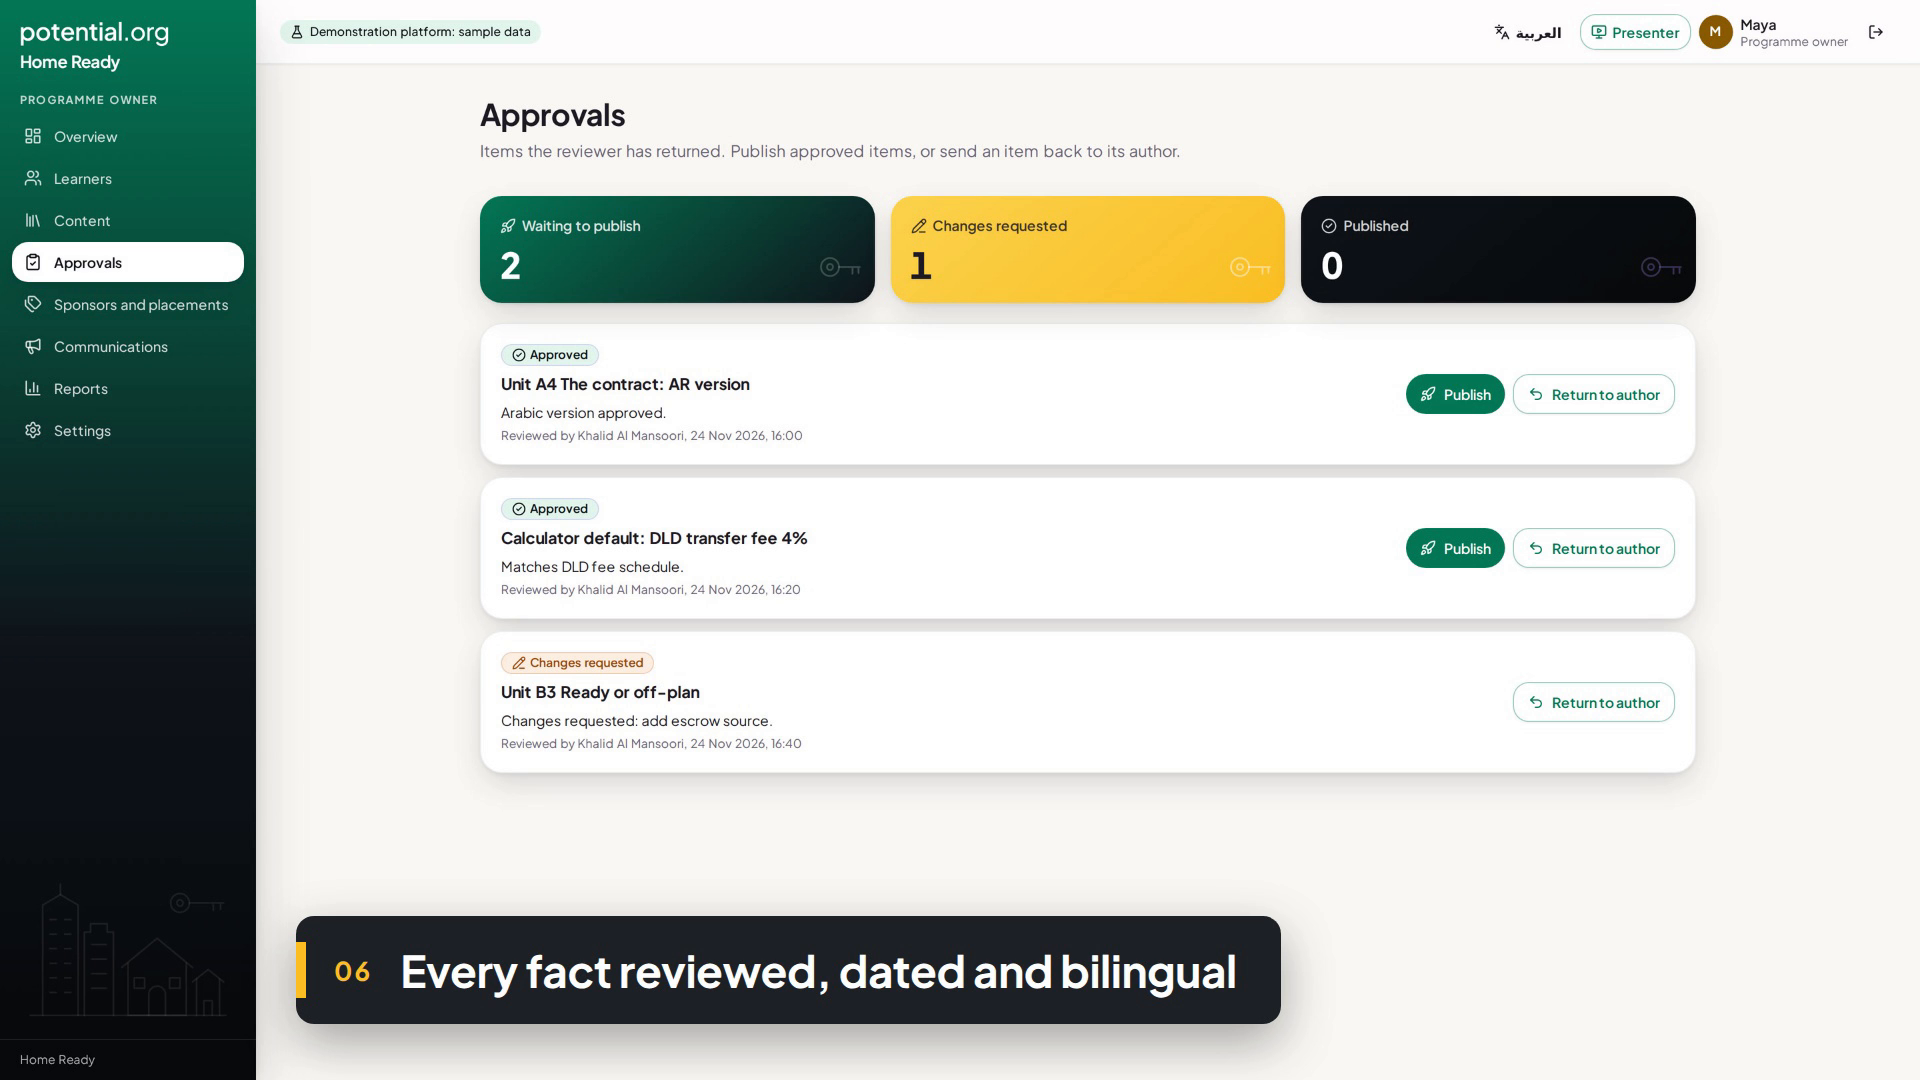 potential.org
Home Ready
PROGRAMME OWNER
Overview
Learners
Content
Approvals
Sponsors and placements
Communications
Reports
Settings
Home Ready
Demonstration platform: sample data
العربية
Presenter
M
Maya
Programme owner
Approvals
Items the reviewer has returned. Publish approved items, or send an item back to its author.
Waiting to publish
2
Changes requested
1
Published
0
Approved
Unit A4 The contract: AR version
Arabic version approved.
Reviewed by Khalid Al Mansoori, 24 Nov 2026, 16:00
Publish
Return to author
Approved
Calculator default: DLD transfer fee 4%
Matches DLD fee schedule.
Reviewed by Khalid Al Mansoori, 24 Nov 2026, 16:20
Publish
Return to author
Changes requested
Unit B3 Ready or off-plan
Changes requested: add escrow source.
Reviewed by Khalid Al Mansoori, 24 Nov 2026, 16:40
Return to author
06 Every fact reviewed, dated and bilingual